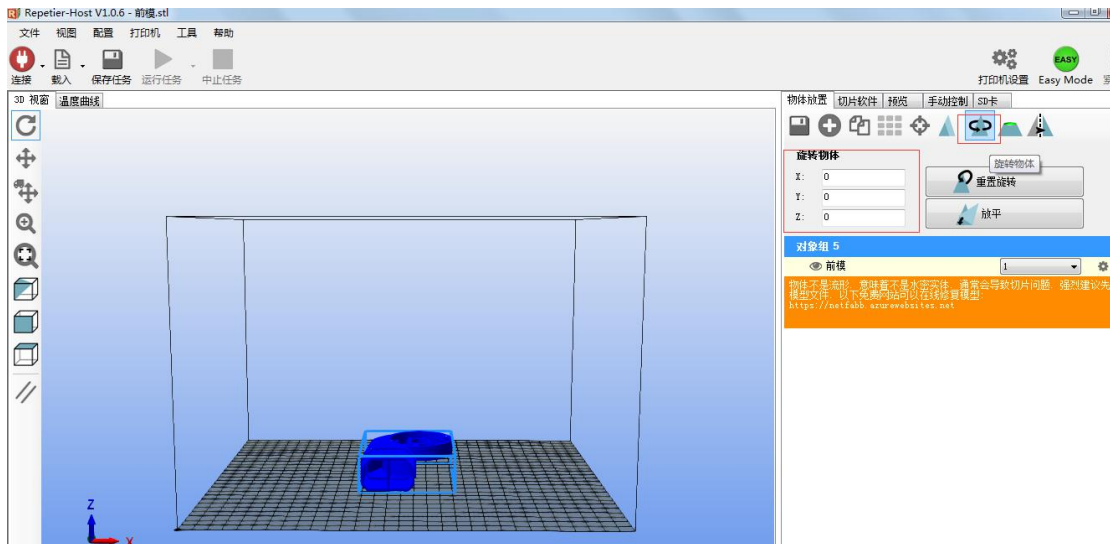 Repetier-Host V1.0.6 - 前模.stl
文件 视图 配置 打印机 工具 帮助
连接 载入 保存任务 运行任务 中止任务 打印机设置 Easy Mode
EASY
3D 视窗 温度曲线
物体放置 切片软件 预览 手动控制 SD卡
旋转物体
旋转物体
X: 0
重置旋转
Y: 0
Z: 0
放平
对象组 5
前模 1
物体不是流形，意味着不是水密实体，通常会导致切片问题，强烈建议先
模型文件，以下免费网站可以在线修复模型:
https://netfabb.azurewebsites.net
Z
X